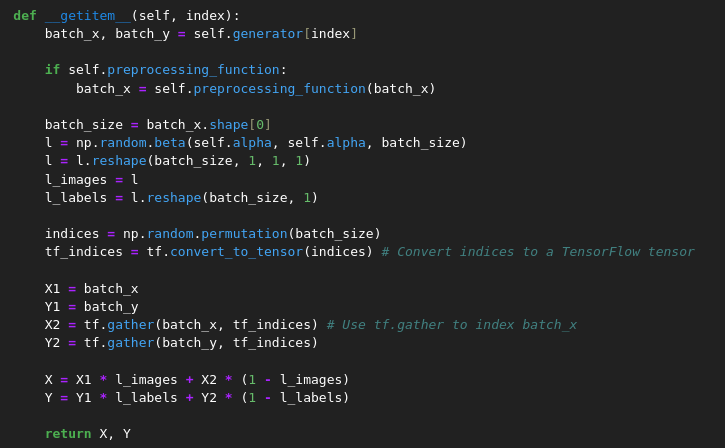 def __getitem__(self, index):
    batch_x, batch_y = self.generator[index]

    if self.preprocessing_function:
        batch_x = self.preprocessing_function(batch_x)

    batch_size = batch_x.shape[0]
    l = np.random.beta(self.alpha, self.alpha, batch_size)
    l = l.reshape(batch_size, 1, 1, 1)
    l_images = l
    l_labels = l.reshape(batch_size, 1)

    indices = np.random.permutation(batch_size)
    tf_indices = tf.convert_to_tensor(indices) # Convert indices to a TensorFlow tensor

    X1 = batch_x
    Y1 = batch_y
    X2 = tf.gather(batch_x, tf_indices) # Use tf.gather to index batch_x
    Y2 = tf.gather(batch_y, tf_indices)

    X = X1 * l_images + X2 * (1 - l_images)
    Y = Y1 * l_labels + Y2 * (1 - l_labels)

    return X, Y